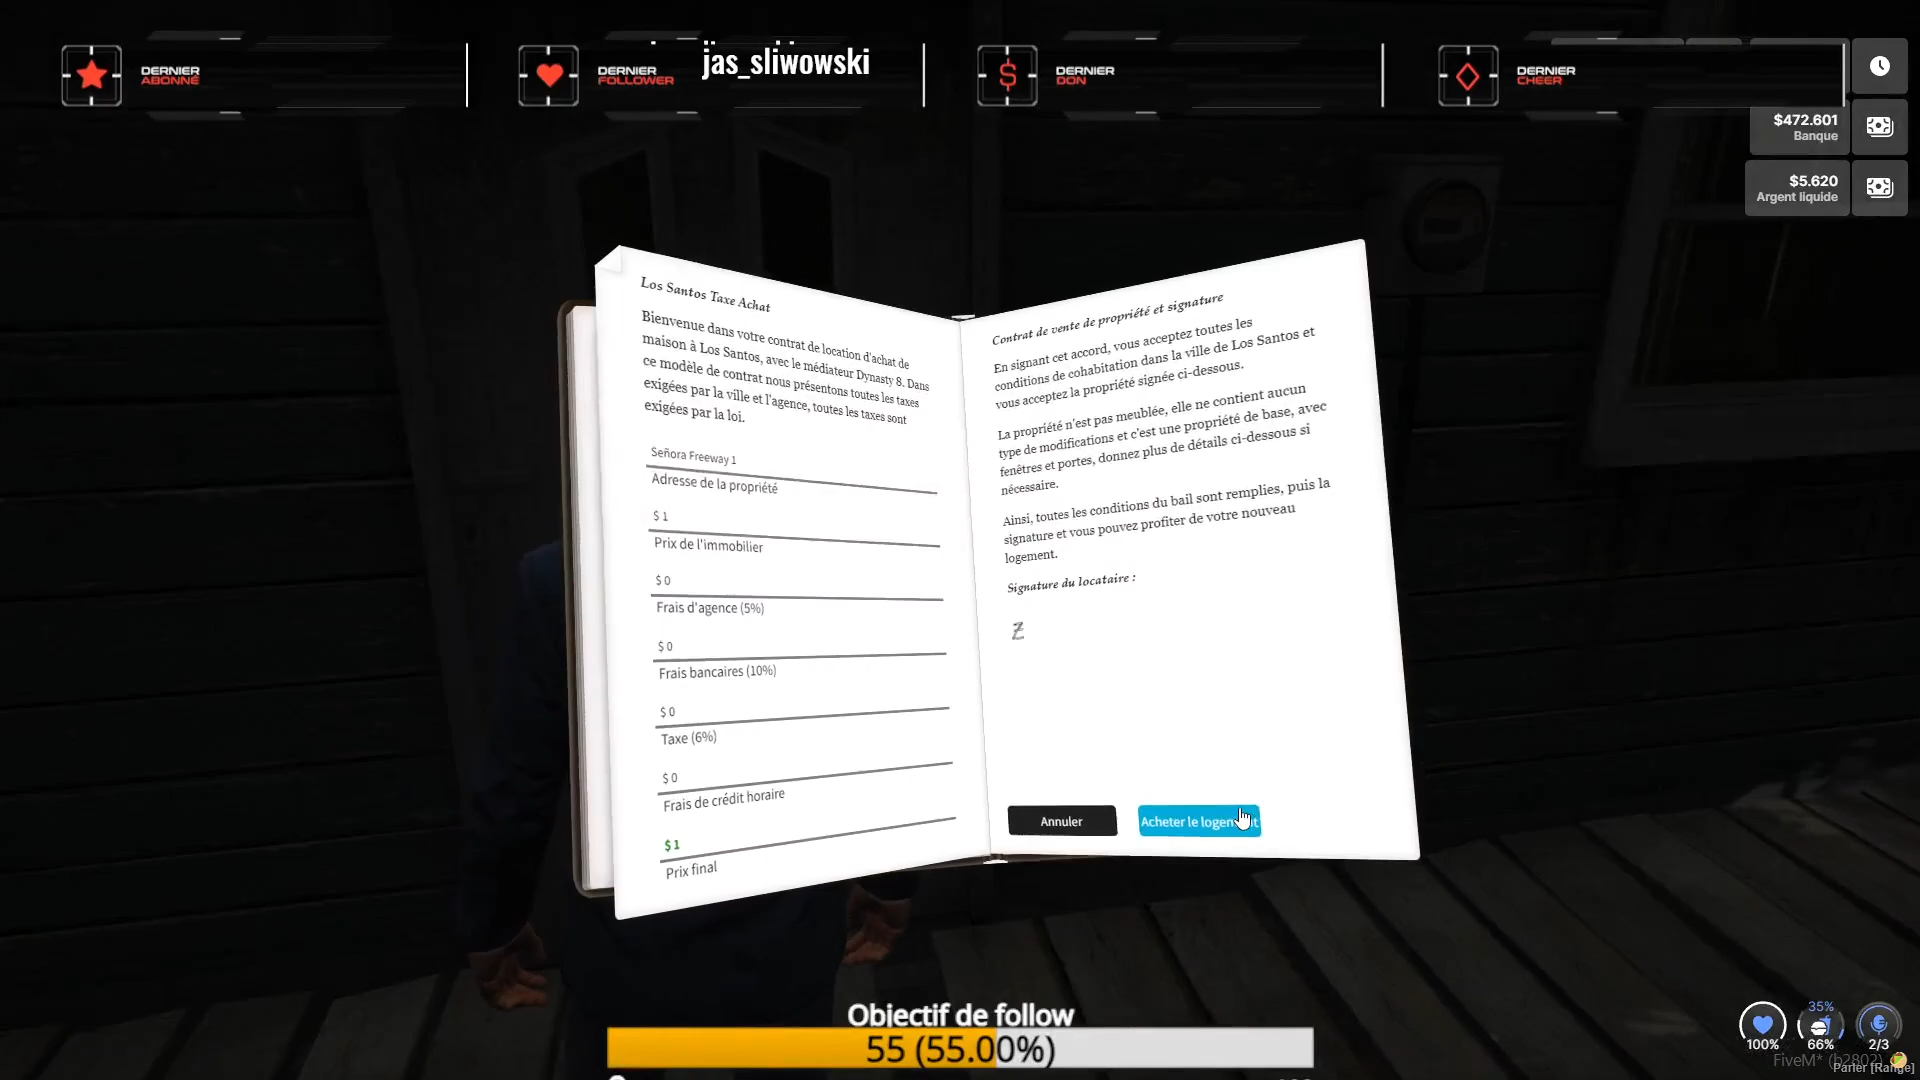 DERNIER
ABONNÉ
DERNIER
FOLLOWER
jas_sliwowski
DERNIER
DON
DERNIER
CHEER
$472.601
Banque
$5.620
Argent liquide
Los Santos Taxe Achat
Bienvenue dans votre contrat de location d'achat de
maison à Los Santos, avec le médiateur Dynasty 8. Dans
ce modèle de contrat nous présentons toutes les taxes
exigées par la ville et l'agence, toutes les taxes sont
exigées par la loi.
Señora Freeway 1
Adresse de la propriété
$ 1
Prix de l'immobilier
$ 0
Frais d'agence (5%)
$ 0
Frais bancaires (10%)
$ 0
Taxe (6%)
$ 0
Frais de crédit horaire
$ 1
Prix final
Contrat de vente de propriété et signature
En signant cet accord, vous acceptez toutes les
conditions de cohabitation dans la ville de Los Santos et
vous acceptez la propriété signée ci-dessous.
La propriété n'est pas meublée, elle ne contient aucun
type de modifications et c'est une propriété de base, avec
fenêtres et portes, donnez plus de détails ci-dessous si
nécessaire.
Ainsi, toutes les conditions du bail sont remplies, puis la
signature et vous pouvez profiter de votre nouveau
logement.
Signature du locataire :
Z
Annuler
Acheter le logement
Objectif de follow
55 (55.00%)
35%
100%
66%
2/3
FiveM* (b2802)
Parler [Range]